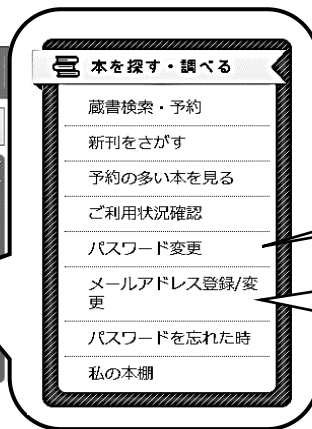 本を探す・調べる
蔵書検索・予約
新刊をさがす
予約の多い本を見る
ご利用状況確認
パスワード変更
メールアドレス登録/変
更
パスワードを忘れた時
私の本棚